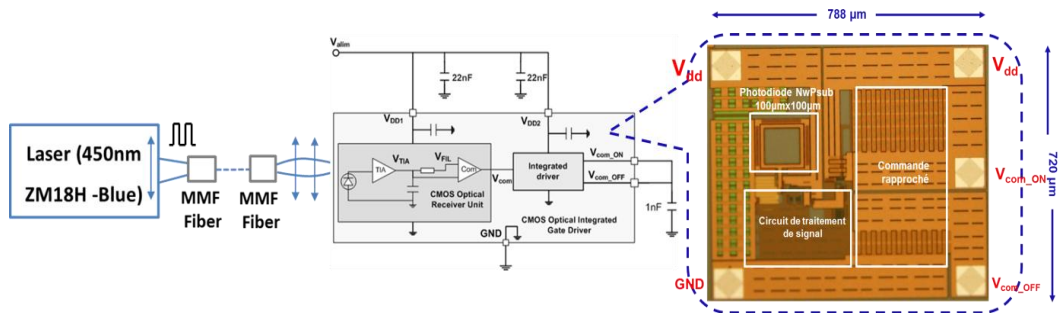 Laser (450nm
ZM18H -Blue)
MMF
Fiber
MMF
Fiber
Valim
22nF
22nF
VDD1
VDD2
VTIA
VFIL
TIA
Com
CMOS Optical
Receiver Unit
Vcom
Integrated
driver
Vcom_ON
Vcom_OFF
1nF
GND
CMOS Optical Integrated
Gate Driver
788 µm
720 µm
Vdd
Vdd
Photodiode NwPsub
100µmx100µm
Commande
rapproché
Circuit de traitement
de signal
Vcom_ON
GND
Vcom_OFF